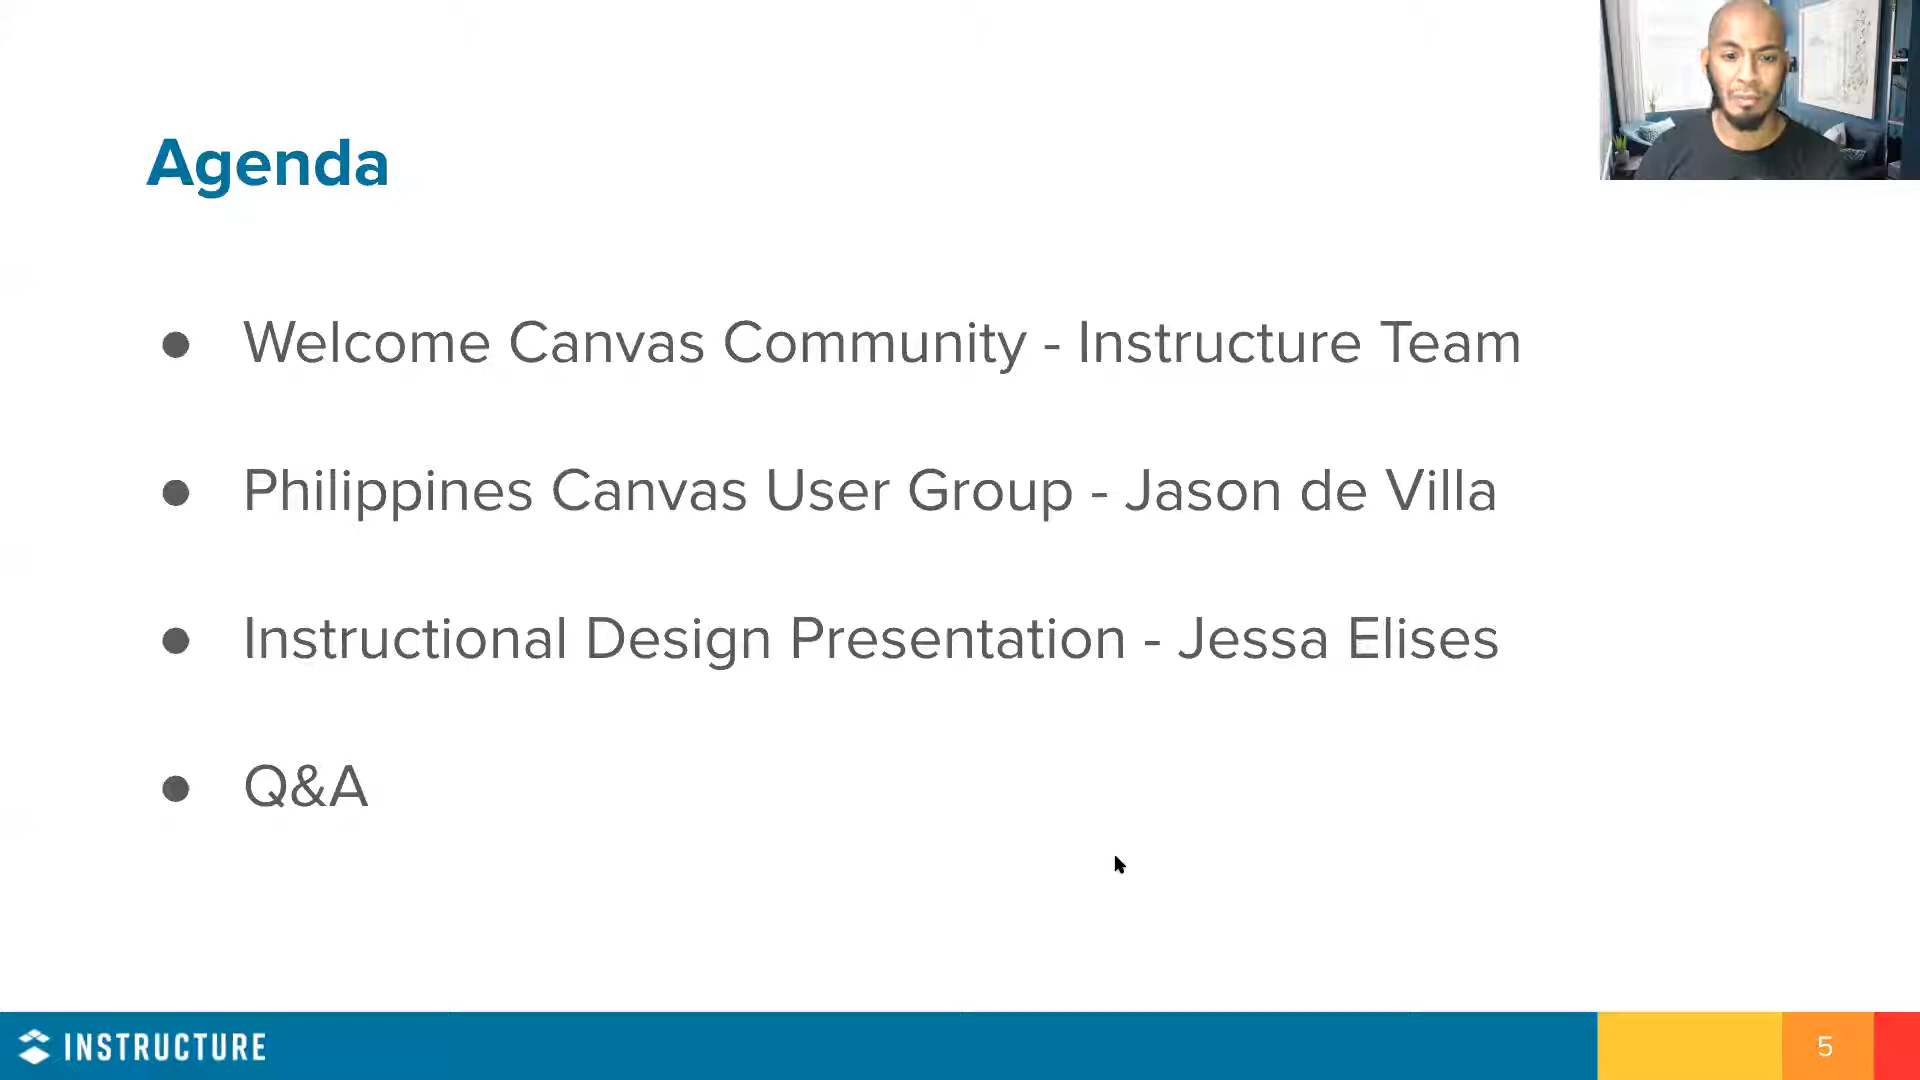 Agenda
● Welcome Canvas Community - Instructure Team
● Philippines Canvas User Group - Jason de Villa
● Instructional Design Presentation - Jessa Elises
● Q&A
INSTRUCTURE
5